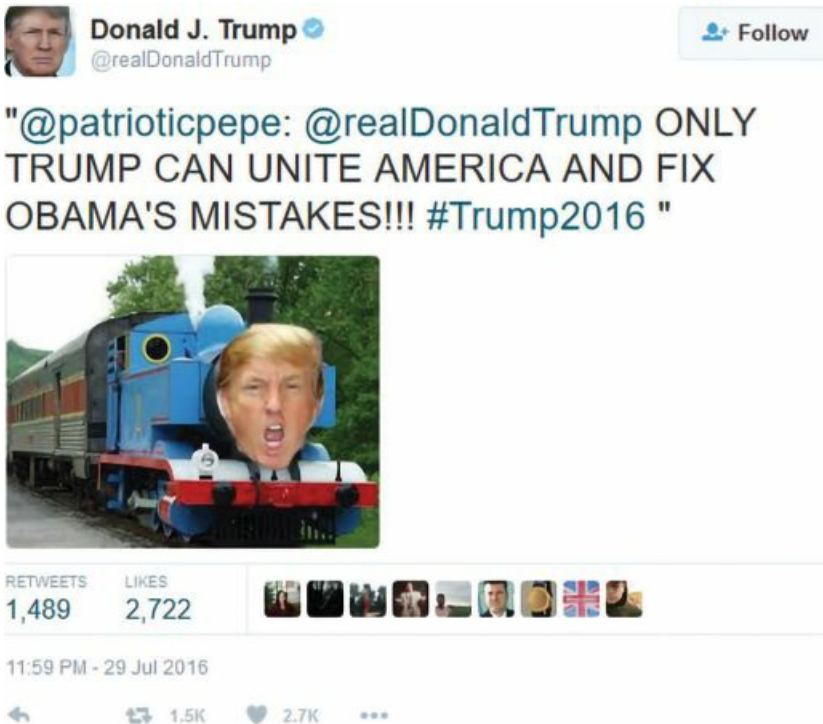 Donald J. Trump
@realDonaldTrump
Follow
"@patrioticpepe: @realDonaldTrump ONLY
TRUMP CAN UNITE AMERICA AND FIX
OBAMA'S MISTAKES!!! #Trump2016 "
RETWEETS LIKES
1,489 2,722
11:59 PM - 29 Jul 2016
1.5K 2.7K